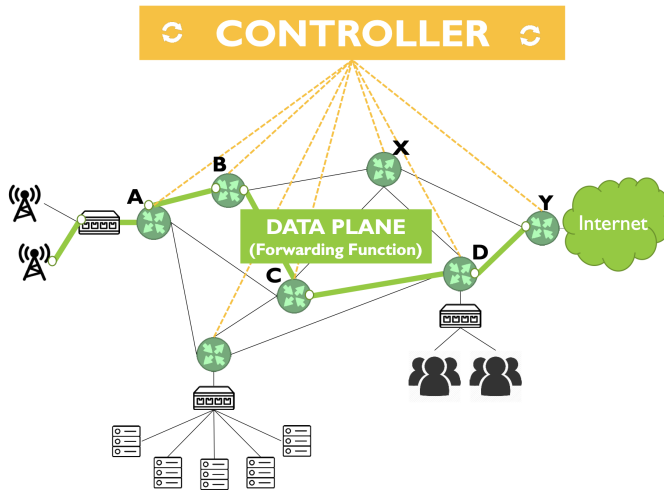 CONTROLLER
X
B
A
Y
DATA PLANE
(Forwarding Function)
Internet
D
C